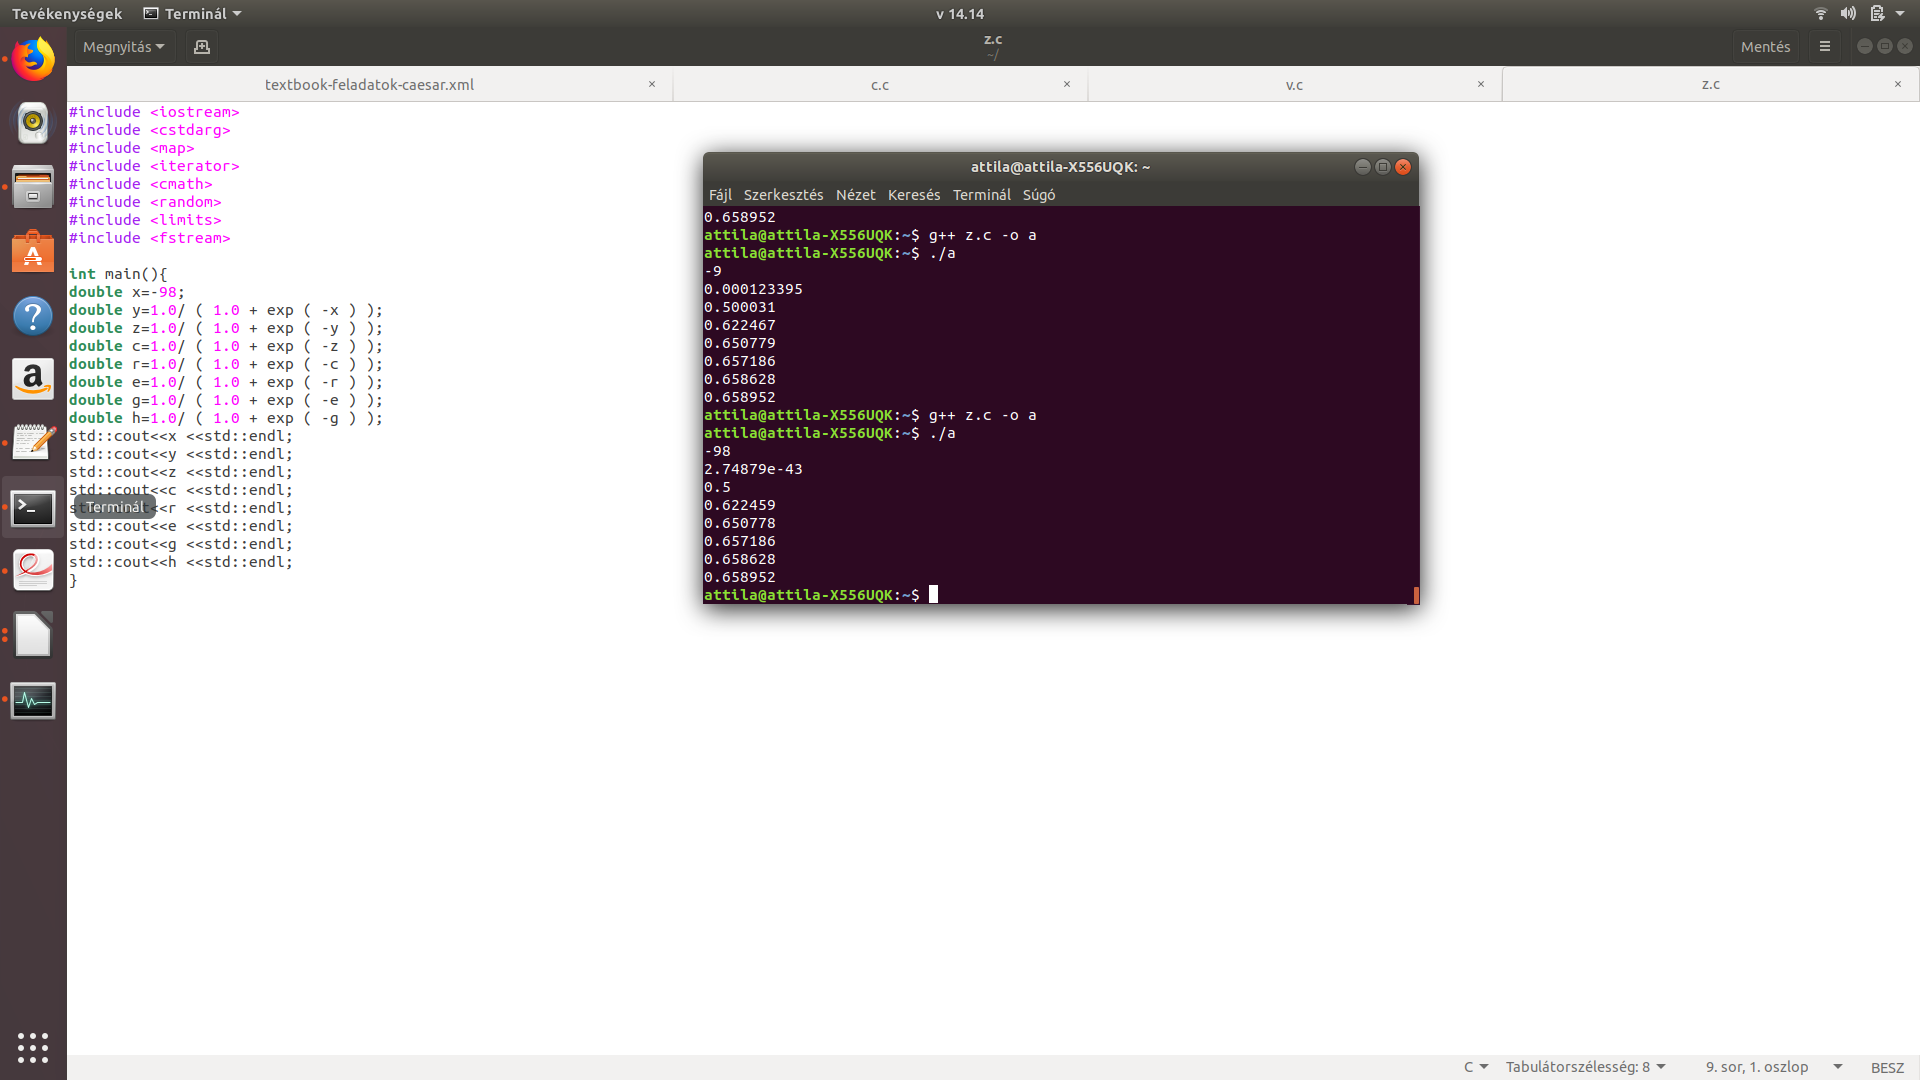 Tevékenységek Terminál v 14.14
Megnyitás z.c Mentés
~/
textbook-feladatok-caesar.xml × c.c × v.c × z.c ×
#include <iostream>
#include <cstdarg>
#include <map>
#include <iterator>
#include <cmath>
#include <random>
#include <limits>
#include <fstream>
int main(){
double x=-98;
double y=1.0/ ( 1.0 + exp ( -x ) );
double z=1.0/ ( 1.0 + exp ( -y ) );
double c=1.0/ ( 1.0 + exp ( -z ) );
double r=1.0/ ( 1.0 + exp ( -c ) );
double e=1.0/ ( 1.0 + exp ( -r ) );
double g=1.0/ ( 1.0 + exp ( -e ) );
double h=1.0/ ( 1.0 + exp ( -g ) );
std::cout<<x <<std::endl;
std::cout<<y <<std::endl;
std::cout<<z <<std::endl;
std::cout<<c <<std::endl;
<<r <<std::endl;
Terminál
std::cout<<e <<std::endl;
std::cout<<g <<std::endl;
std::cout<<h <<std::endl;
}
attila@attila-X556UQK: ~
Fájl Szerkesztés Nézet Keresés Terminál Súgó
0.658952
attila@attila-X556UQK:~$ g++ z.c -o a
attila@attila-X556UQK:~$ ./a
-9
0.000123395
0.500031
0.622467
0.650779
0.657186
0.658628
0.658952
attila@attila-X556UQK:~$ g++ z.c -o a
attila@attila-X556UQK:~$ ./a
-98
2.74879e-43
0.5
0.622459
0.650778
0.657186
0.658628
0.658952
attila@attila-X556UQK:~$
C Tabulátorszélesség: 8 9. sor, 1. oszlop BESZ